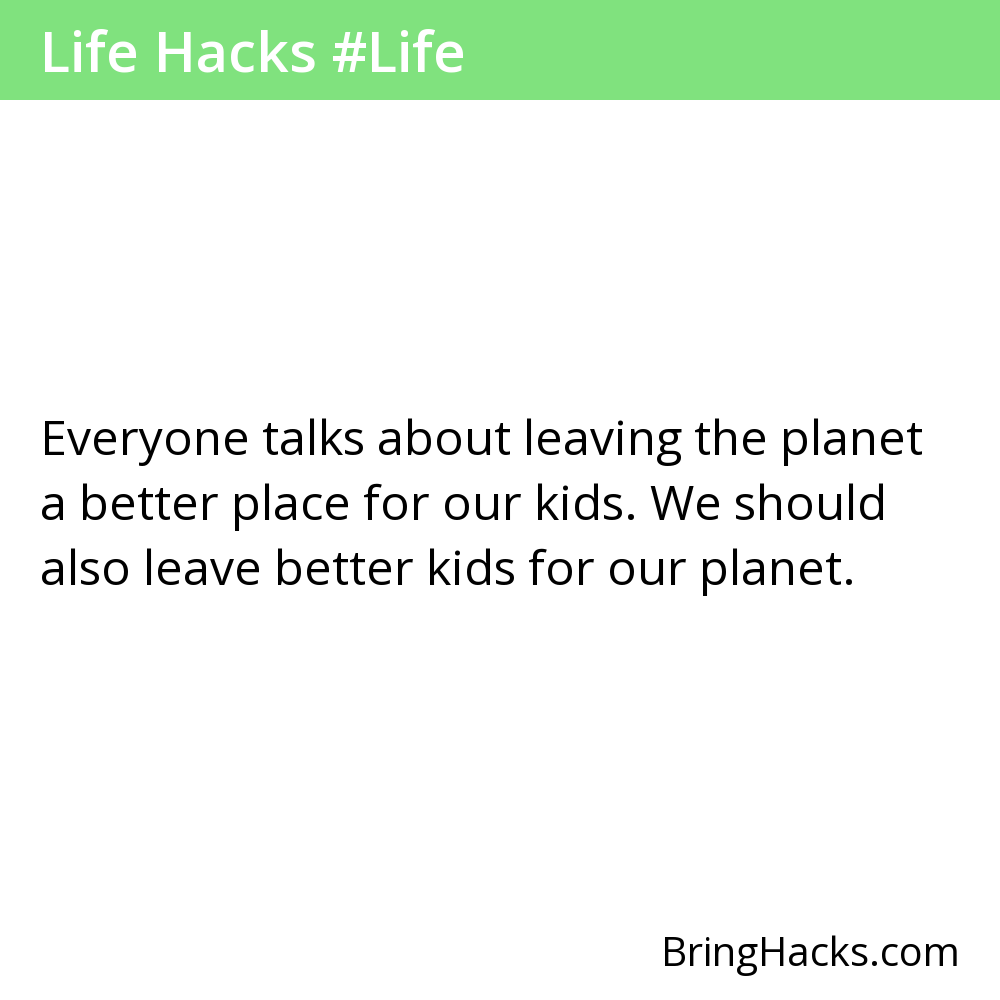 Life Hacks #Life
Everyone talks about leaving the planet
a better place for our kids. We should
also leave better kids for our planet.
BringHacks.com